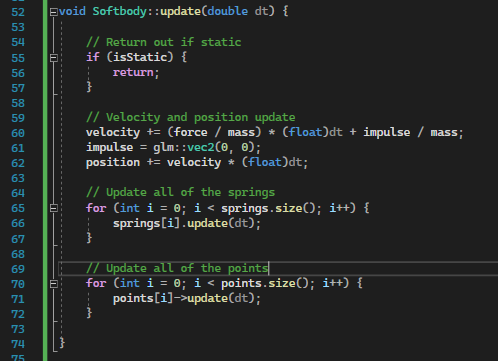 52 void Softbody::update(double dt) {
53
54 // Return out if static
55 if (isStatic) {
56 return;
57 }
58
59 // Velocity and position update
60 velocity += (force / mass) * (float)dt + impulse / mass;
61 impulse = glm::vec2(0, 0);
62 position += velocity * (float)dt;
63
64 // Update all of the springs
65 for (int i = 0; i < springs.size(); i++) {
66 springs[i].update(dt);
67 }
68
69 // Update all of the points
70 for (int i = 0; i < points.size(); i++) {
71 points[i]->update(dt);
72 }
73
74 }
75